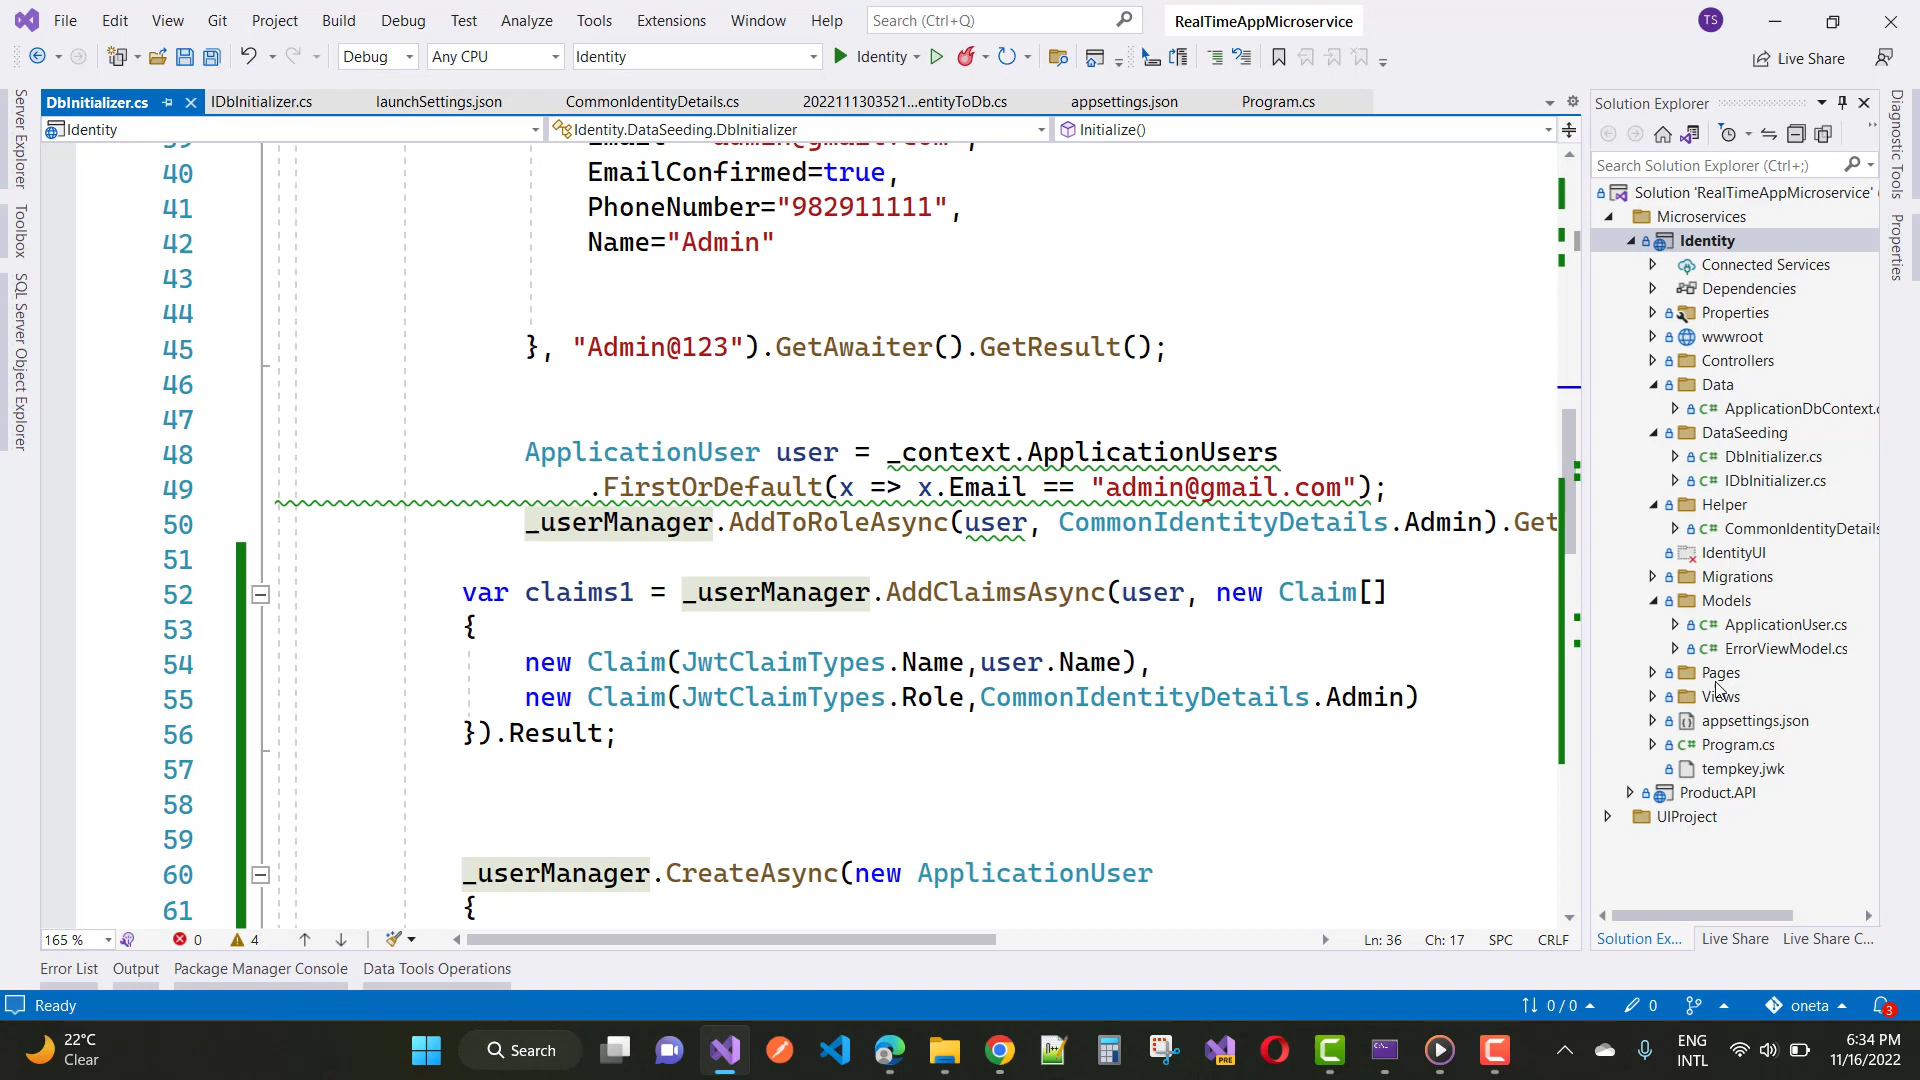 File Edit View Git Project Build Debug Test Analyze Tools Extensions Window Help Search (Ctrl+Q) RealTimeAppMicroservice TS
Debug Any CPU Identity Identity Live Share
DbInitializer.cs IDbInitializer.cs launchSettings.json CommonIdentityDetails.cs 2022111303521...entityToDb.cs appsettings.json Program.cs
Identity Identity.DataSeeding.DbInitializer Initialize()
40 EmailConfirmed=true,
41 PhoneNumber="982911111",
42 Name="Admin"
43
44
45 }, "Admin@123").GetAwaiter().GetResult();
46
47
48 ApplicationUser user = _context.ApplicationUsers
49 .FirstOrDefault(x => x.Email == "admin@gmail.com");
50 _userManager.AddToRoleAsync(user, CommonIdentityDetails.Admin).Get
51
52 var claims1 = _userManager.AddClaimsAsync(user, new Claim[]
53 {
54 new Claim(JwtClaimTypes.Name,user.Name),
55 new Claim(JwtClaimTypes.Role,CommonIdentityDetails.Admin)
56 }).Result;
57
58
59
60 _userManager.CreateAsync(new ApplicationUser
61 {
165 % 0 4 Ln: 36 Ch: 17 SPC CRLF
Server Explorer
Toolbox
SQL Server Object Explorer
Solution Explorer
Search Solution Explorer (Ctrl+;)
Solution 'RealTimeAppMicroservice' (
Microservices
Identity
Connected Services
Dependencies
Properties
wwwroot
Controllers
Data
ApplicationDbContext.c
DataSeeding
DbInitializer.cs
IDbInitializer.cs
Helper
CommonIdentityDetails
IdentityUI
Migrations
Models
ApplicationUser.cs
ErrorViewModel.cs
Pages
Views
appsettings.json
Program.cs
tempkey.jwk
Product.API
UIProject
Solution Ex... Live Share Live Share C...
Diagnostic Tools
Properties
Error List Output Package Manager Console Data Tools Operations
Ready 0 / 0 0 oneta 3
22°C
Clear
Search
PRE
ENG
INTL
6:34 PM
11/16/2022